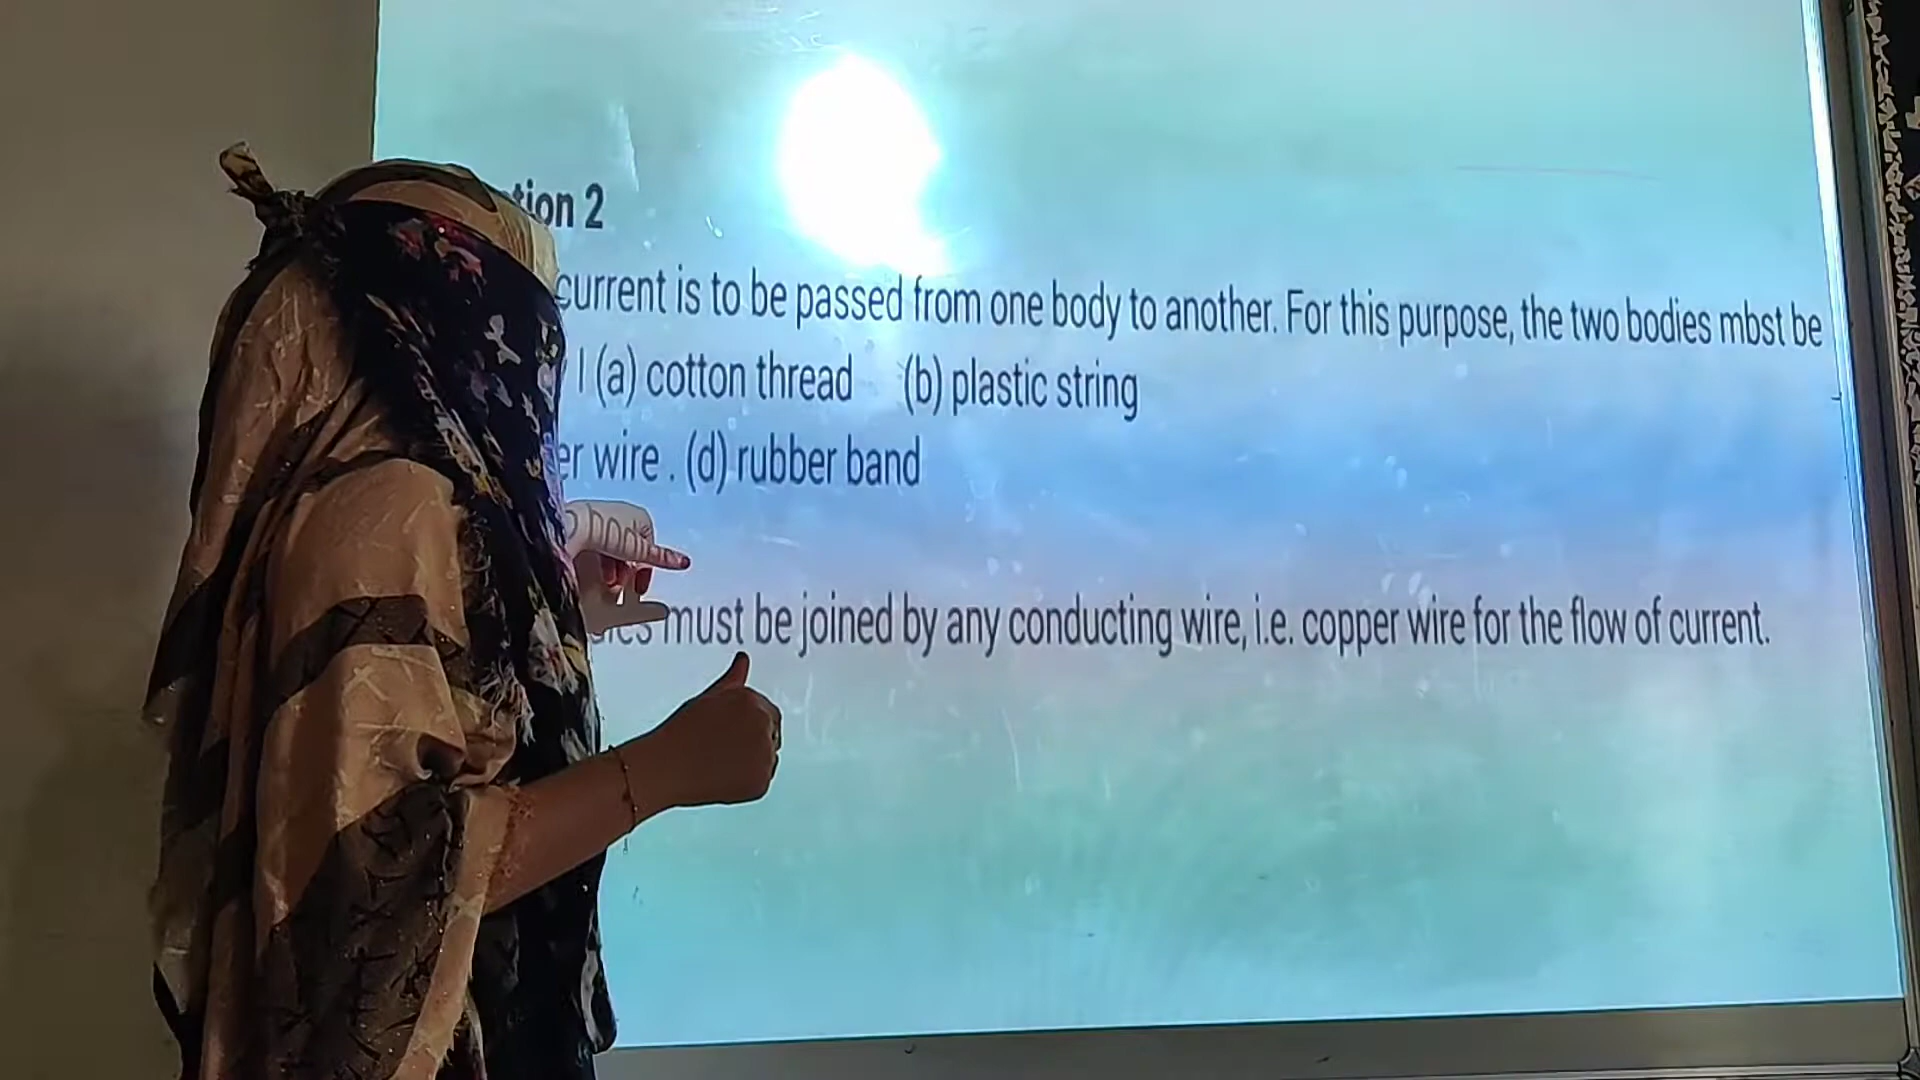 tion 2
current is to be passed from one body to another. For this purpose, the two bodies mbst be
l (a) cotton thread (b) plastic string
er wire . (d) rubber band
must be joined by any conducting wire, i.e. copper wire for the flow of current.